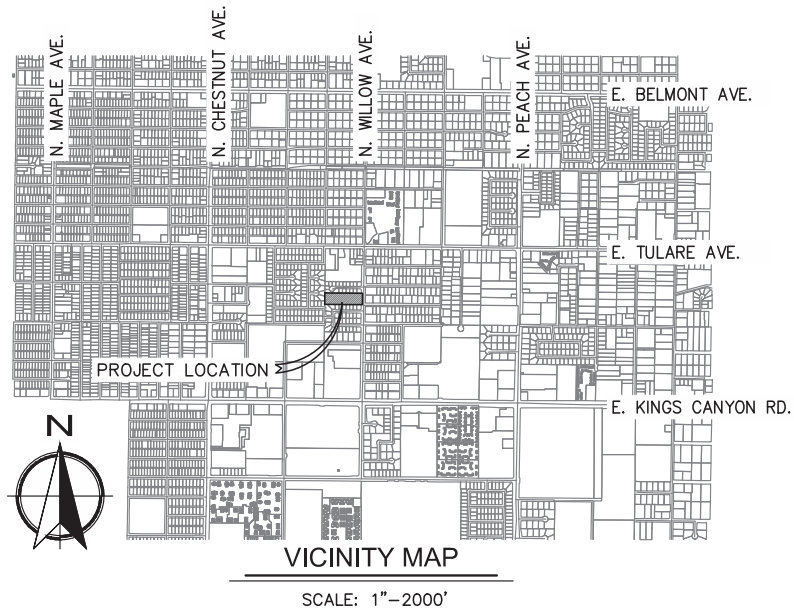 N. MAPLE AVE.
N. CHESTNUT AVE.
N. WILLOW AVE.
N. PEACH AVE.
E. BELMONT AVE.
E. TULARE AVE.
PROJECT LOCATION
E. KINGS CANYON RD.
N
VICINITY MAP
SCALE: 1"-2000'